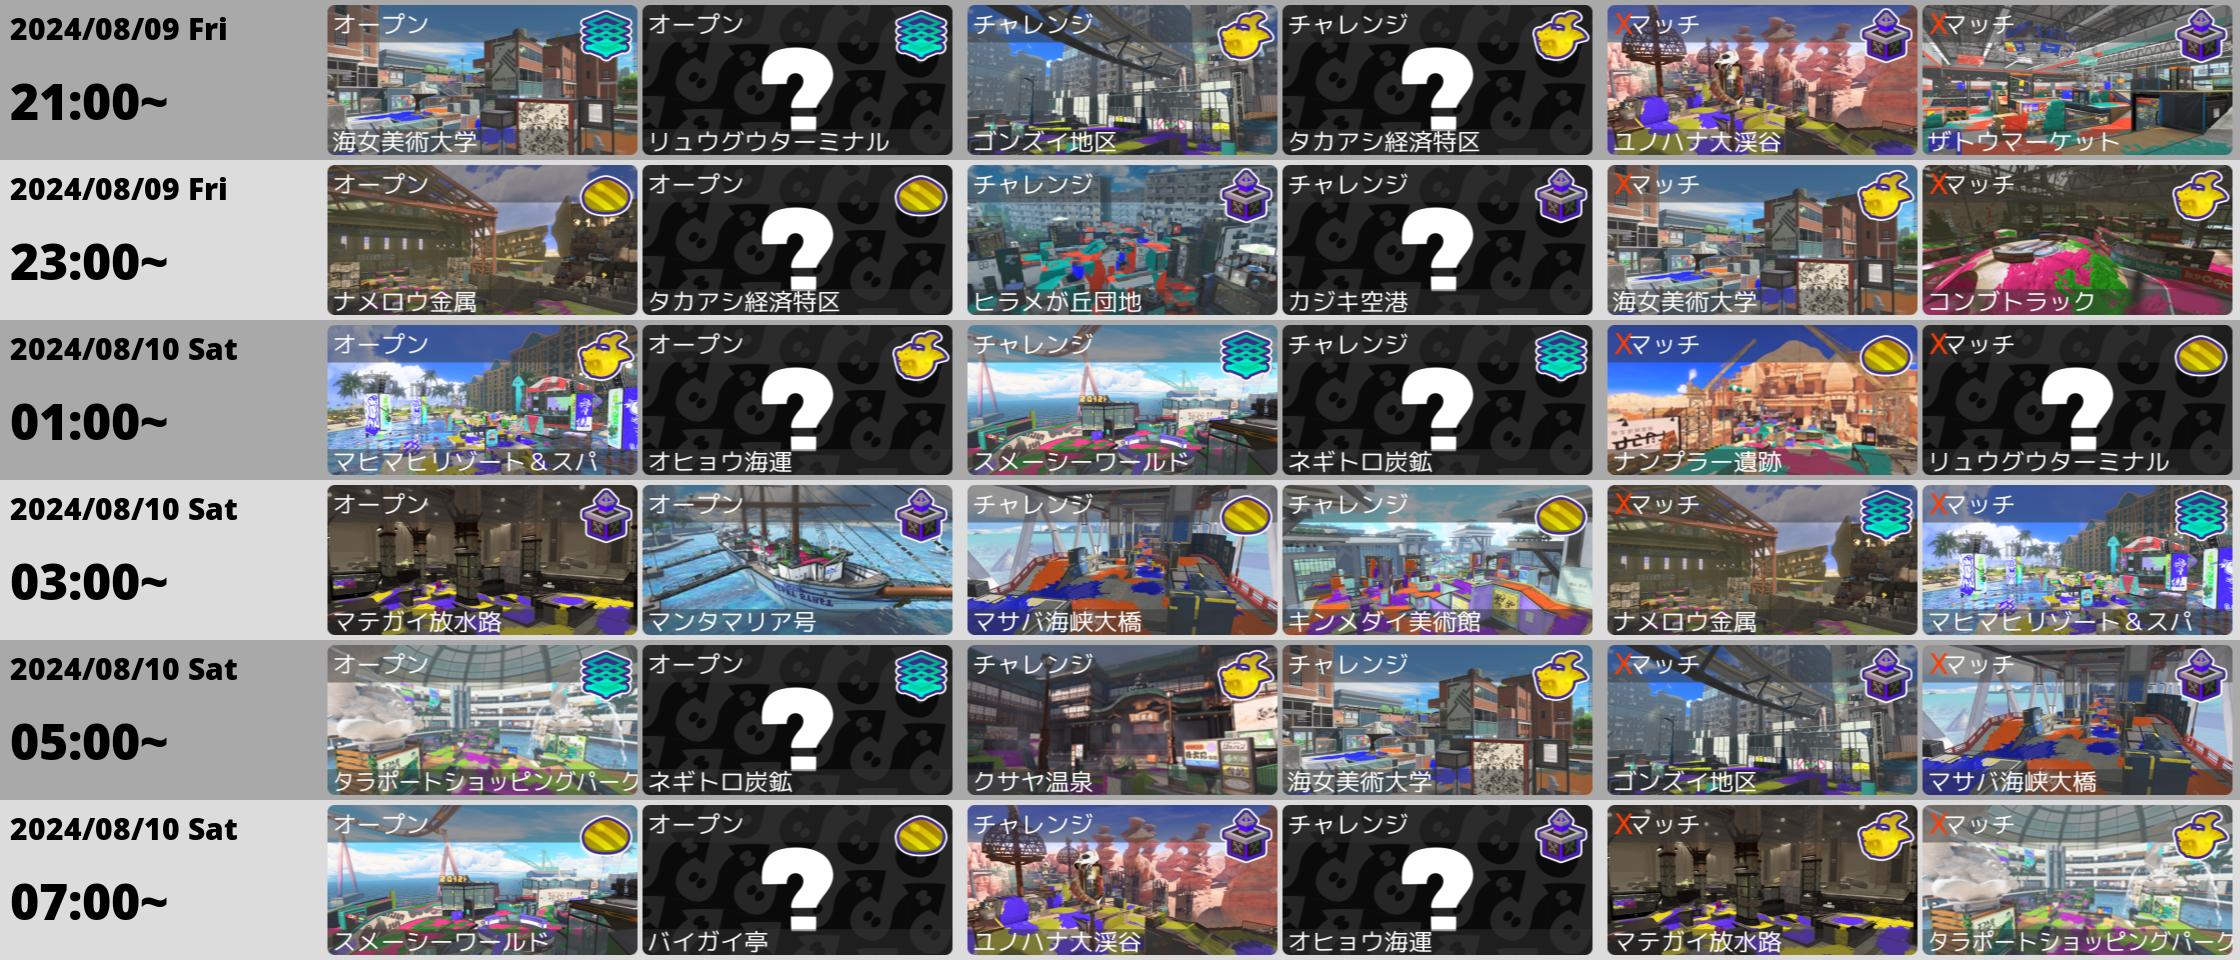 2024/08/09 Fri
21:00~
オープン
海女美術大学
オープン
リュウグウターミナル
チャレンジ
ゴンズイ地区
チャレンジ
タカアシ経済特区
Xマッチ
ユノハナ大渓谷
Xマッチ
ザトウマーケット
2024/08/09 Fri
23:00~
オープン
ナメロウ金属
オープン
タカアシ経済特区
チャレンジ
ヒラメが丘団地
チャレンジ
カジキ空港
Xマッチ
海女美術大学
Xマッチ
コンブトラック
2024/08/10 Sat
01:00~
オープン
マヒマヒリゾート&スパ
オープン
オヒョウ海運
チャレンジ
スメーシーワールド
チャレンジ
ネギトロ炭鉱
Xマッチ
ナンプラー遺跡
Xマッチ
リュウグウターミナル
2024/08/10 Sat
03:00~
オープン
マテガイ放水路
オープン
マンタマリア号
チャレンジ
マサバ海峡大橋
チャレンジ
キンメダイ美術館
Xマッチ
ナメロウ金属
Xマッチ
マヒマヒリゾート&スパ
2024/08/10 Sat
05:00~
オープン
タラポートショッピングパーク
オープン
ネギトロ炭鉱
チャレンジ
クサヤ温泉
チャレンジ
海女美術大学
Xマッチ
ゴンズイ地区
Xマッチ
マサバ海峡大橋
2024/08/10 Sat
07:00~
オープン
スメーシーワールド
オープン
バイガイ亭
チャレンジ
ユノハナ大渓谷
チャレンジ
オヒョウ海運
Xマッチ
マテガイ放水路
Xマッチ
タラポートショッピングパーク